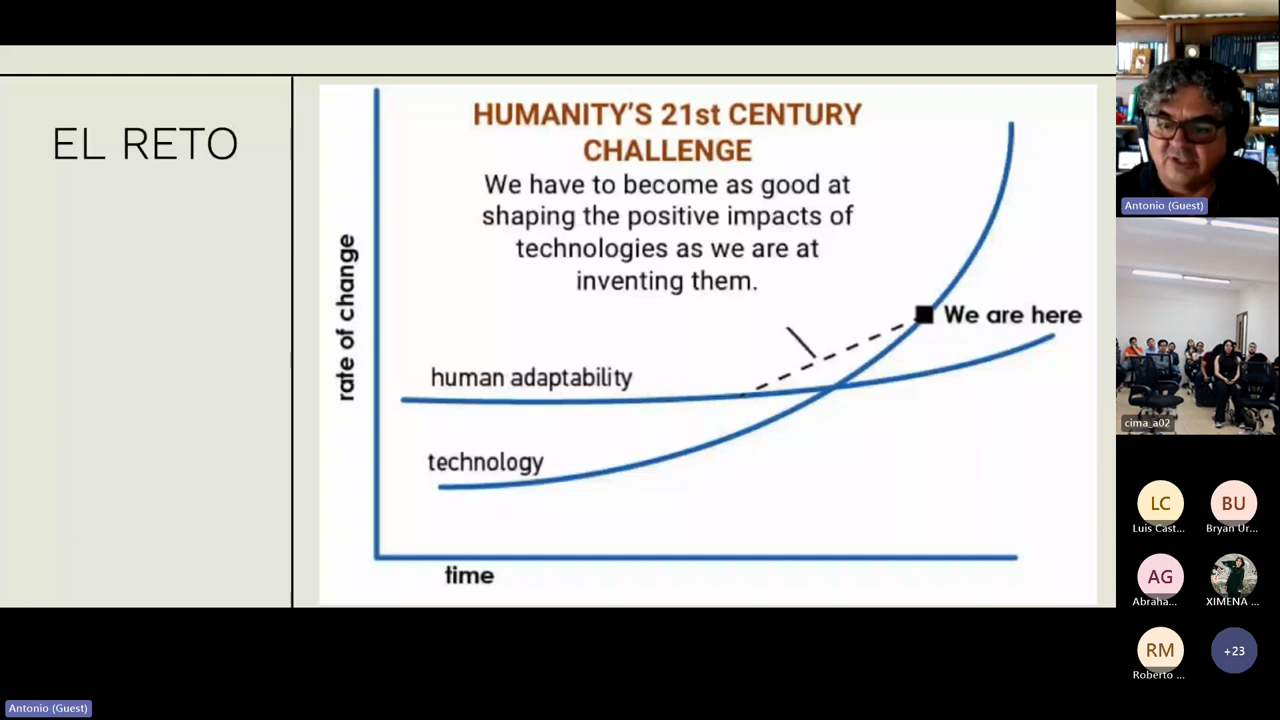 EL RETO
HUMANITY'S 21st CENTURY
CHALLENGE
We have to become as good at
shaping the positive impacts of
technologies as we are at
inventing them.
rate of change
We are here
human adaptability
technology
time
Antonio (Guest)
cima_a02
LC
Luis Cast...
BU
Bryan Ur...
AG
Abraha...
XIMENA ...
RM
Roberto ...
+23
Antonio (Guest)